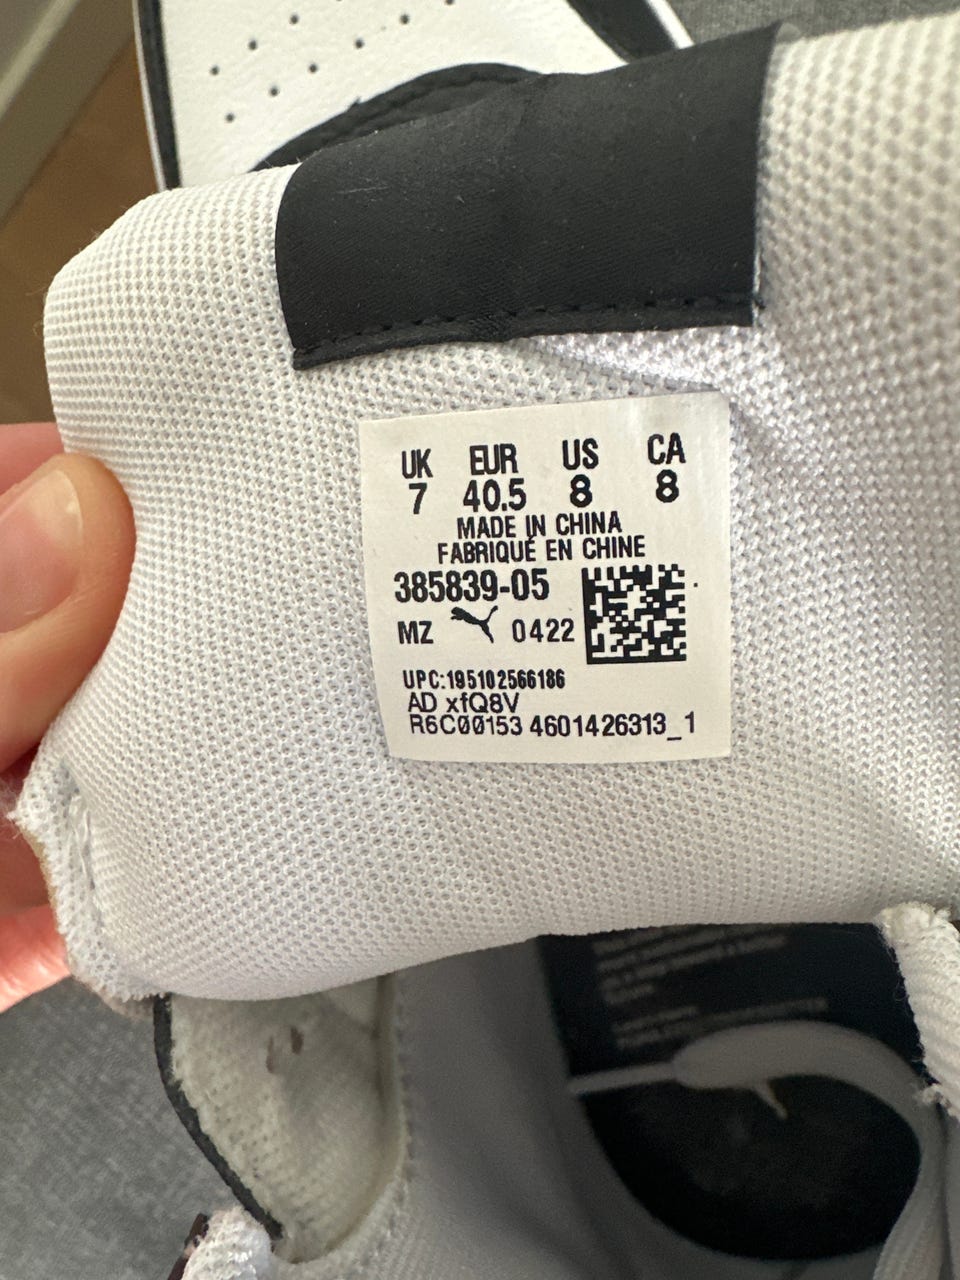 UK EUR US CA
7 40.5 8 8
MADE IN CHINA
FABRIQUÉ EN CHINE
385839-05
MZ 0422
UPC:195102566186
AD xfQ8V
R6C00153 4601426313_1